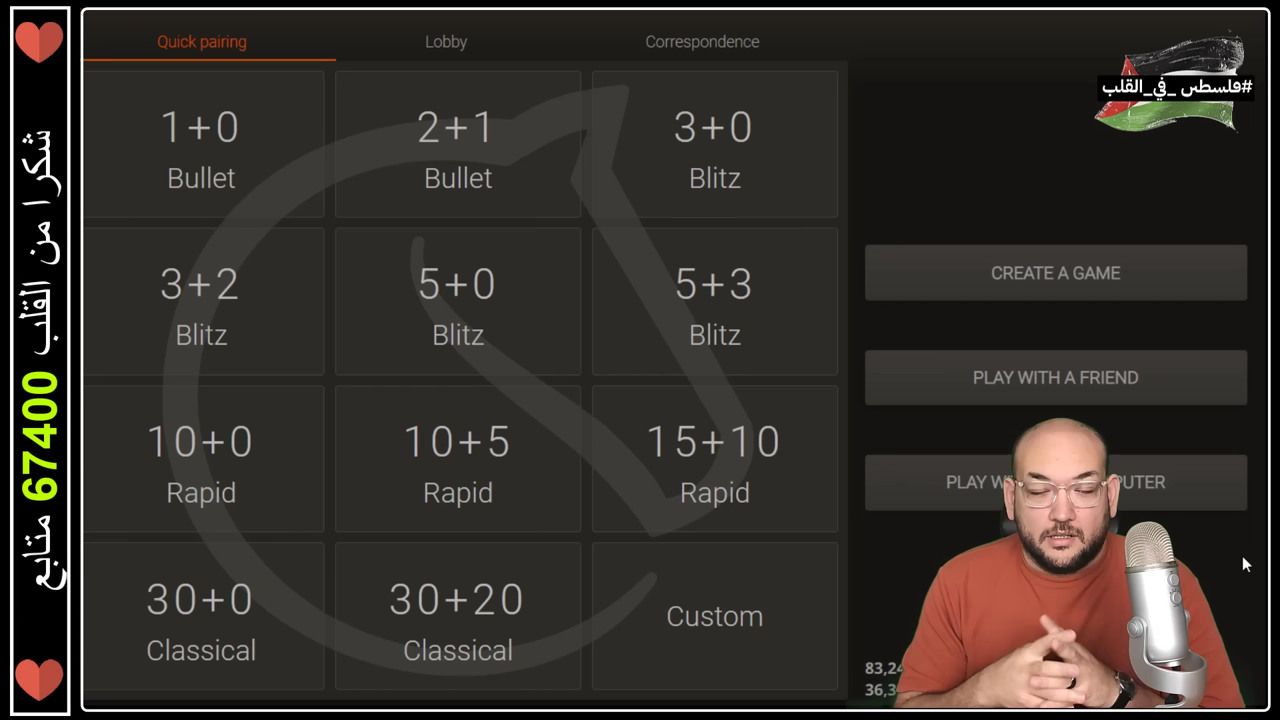 شكرا من القلب 67400 متابع
Quick pairing
Lobby
Correspondence
1+0
Bullet
2+1
Bullet
3+0
Blitz
3+2
Blitz
5+0
Blitz
5+3
Blitz
10+0
Rapid
10+5
Rapid
15+10
Rapid
30+0
Classical
30+20
Classical
Custom
#فلسطين_في_القلب
CREATE A GAME
PLAY WITH A FRIEND
PLAY